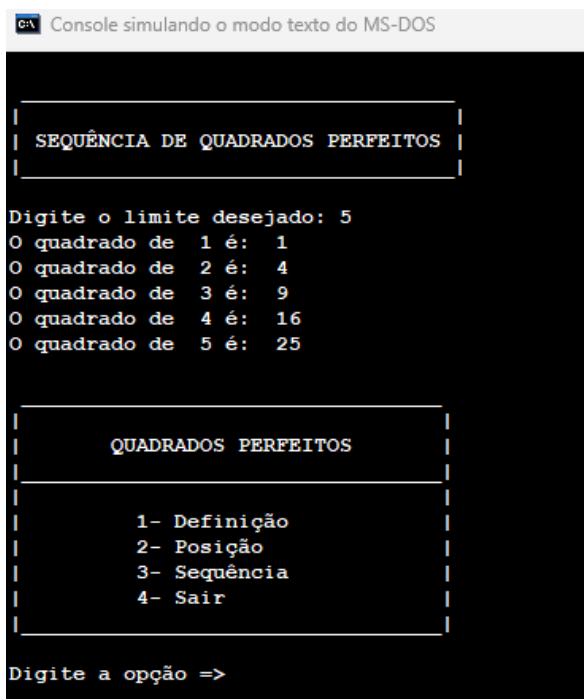 Console simulando o modo texto do MS-DOS
SEQUÊNCIA DE QUADRADOS PERFEITOS
Digite o limite desejado: 5
O quadrado de  1 é:  1
O quadrado de  2 é:  4
O quadrado de  3 é:  9
O quadrado de  4 é:  16
O quadrado de  5 é:  25
QUADRADOS PERFEITOS
1- Definição
2- Posição
3- Sequência
4- Sair
Digite a opção =>